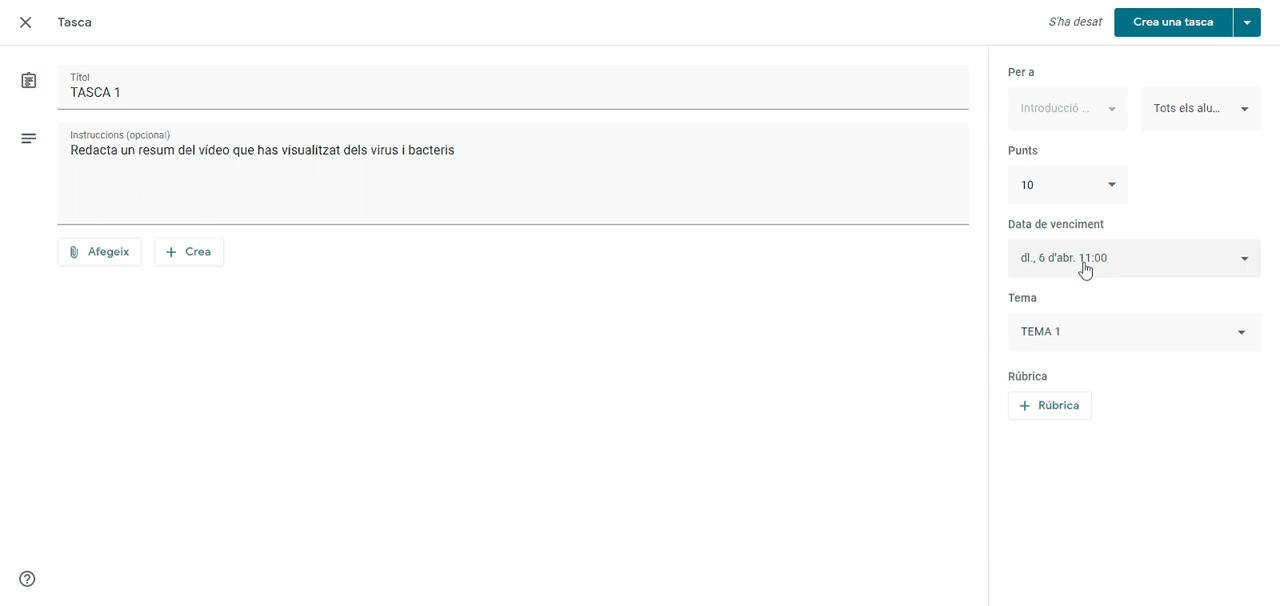 Tasca
S'ha desat
Crea una tasca
Títol
TASCA 1
Instruccions (opcional)
Redacta un resum del vídeo que has visualitzat dels virus i bacteris
Afegeix
Crea
Per a
Introducció ...
Tots els alu...
Punts
10
Data de venciment
dl., 6 d'abr. 11:00
Tema
TEMA 1
Rúbrica
Rúbrica